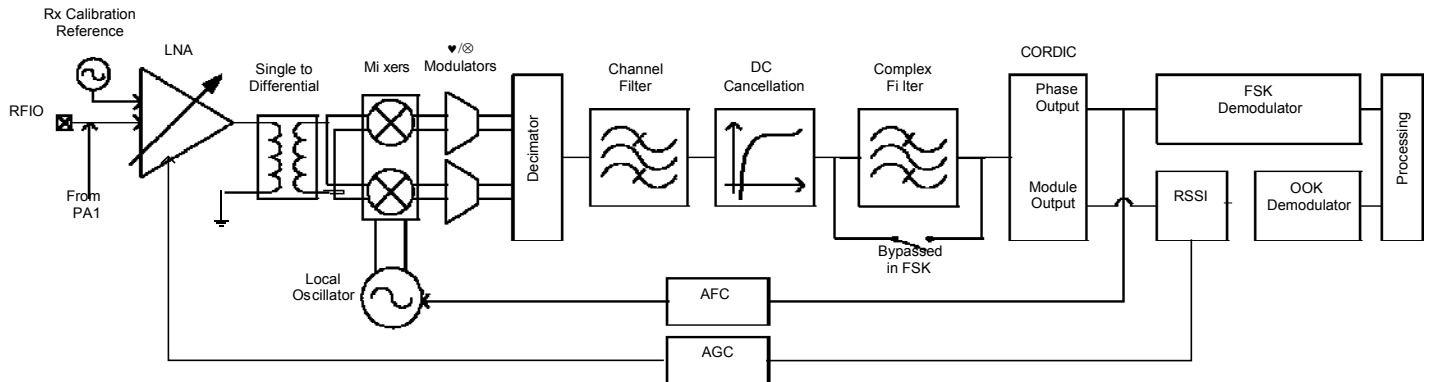 Rx Calibration
Reference
LNA
Single to
Differential
Mi xers
♥/⊗
Modulators
Channel
Filter
DC
Cancellation
Complex
Fi lter
CORDIC
RFIO
From
PA1
Decimator
Phase
Output
Module
Output
FSK
Demodulator
RSSI
OOK
Demodulator
Processing
Bypassed
in FSK
Local
Oscillator
AFC
AGC